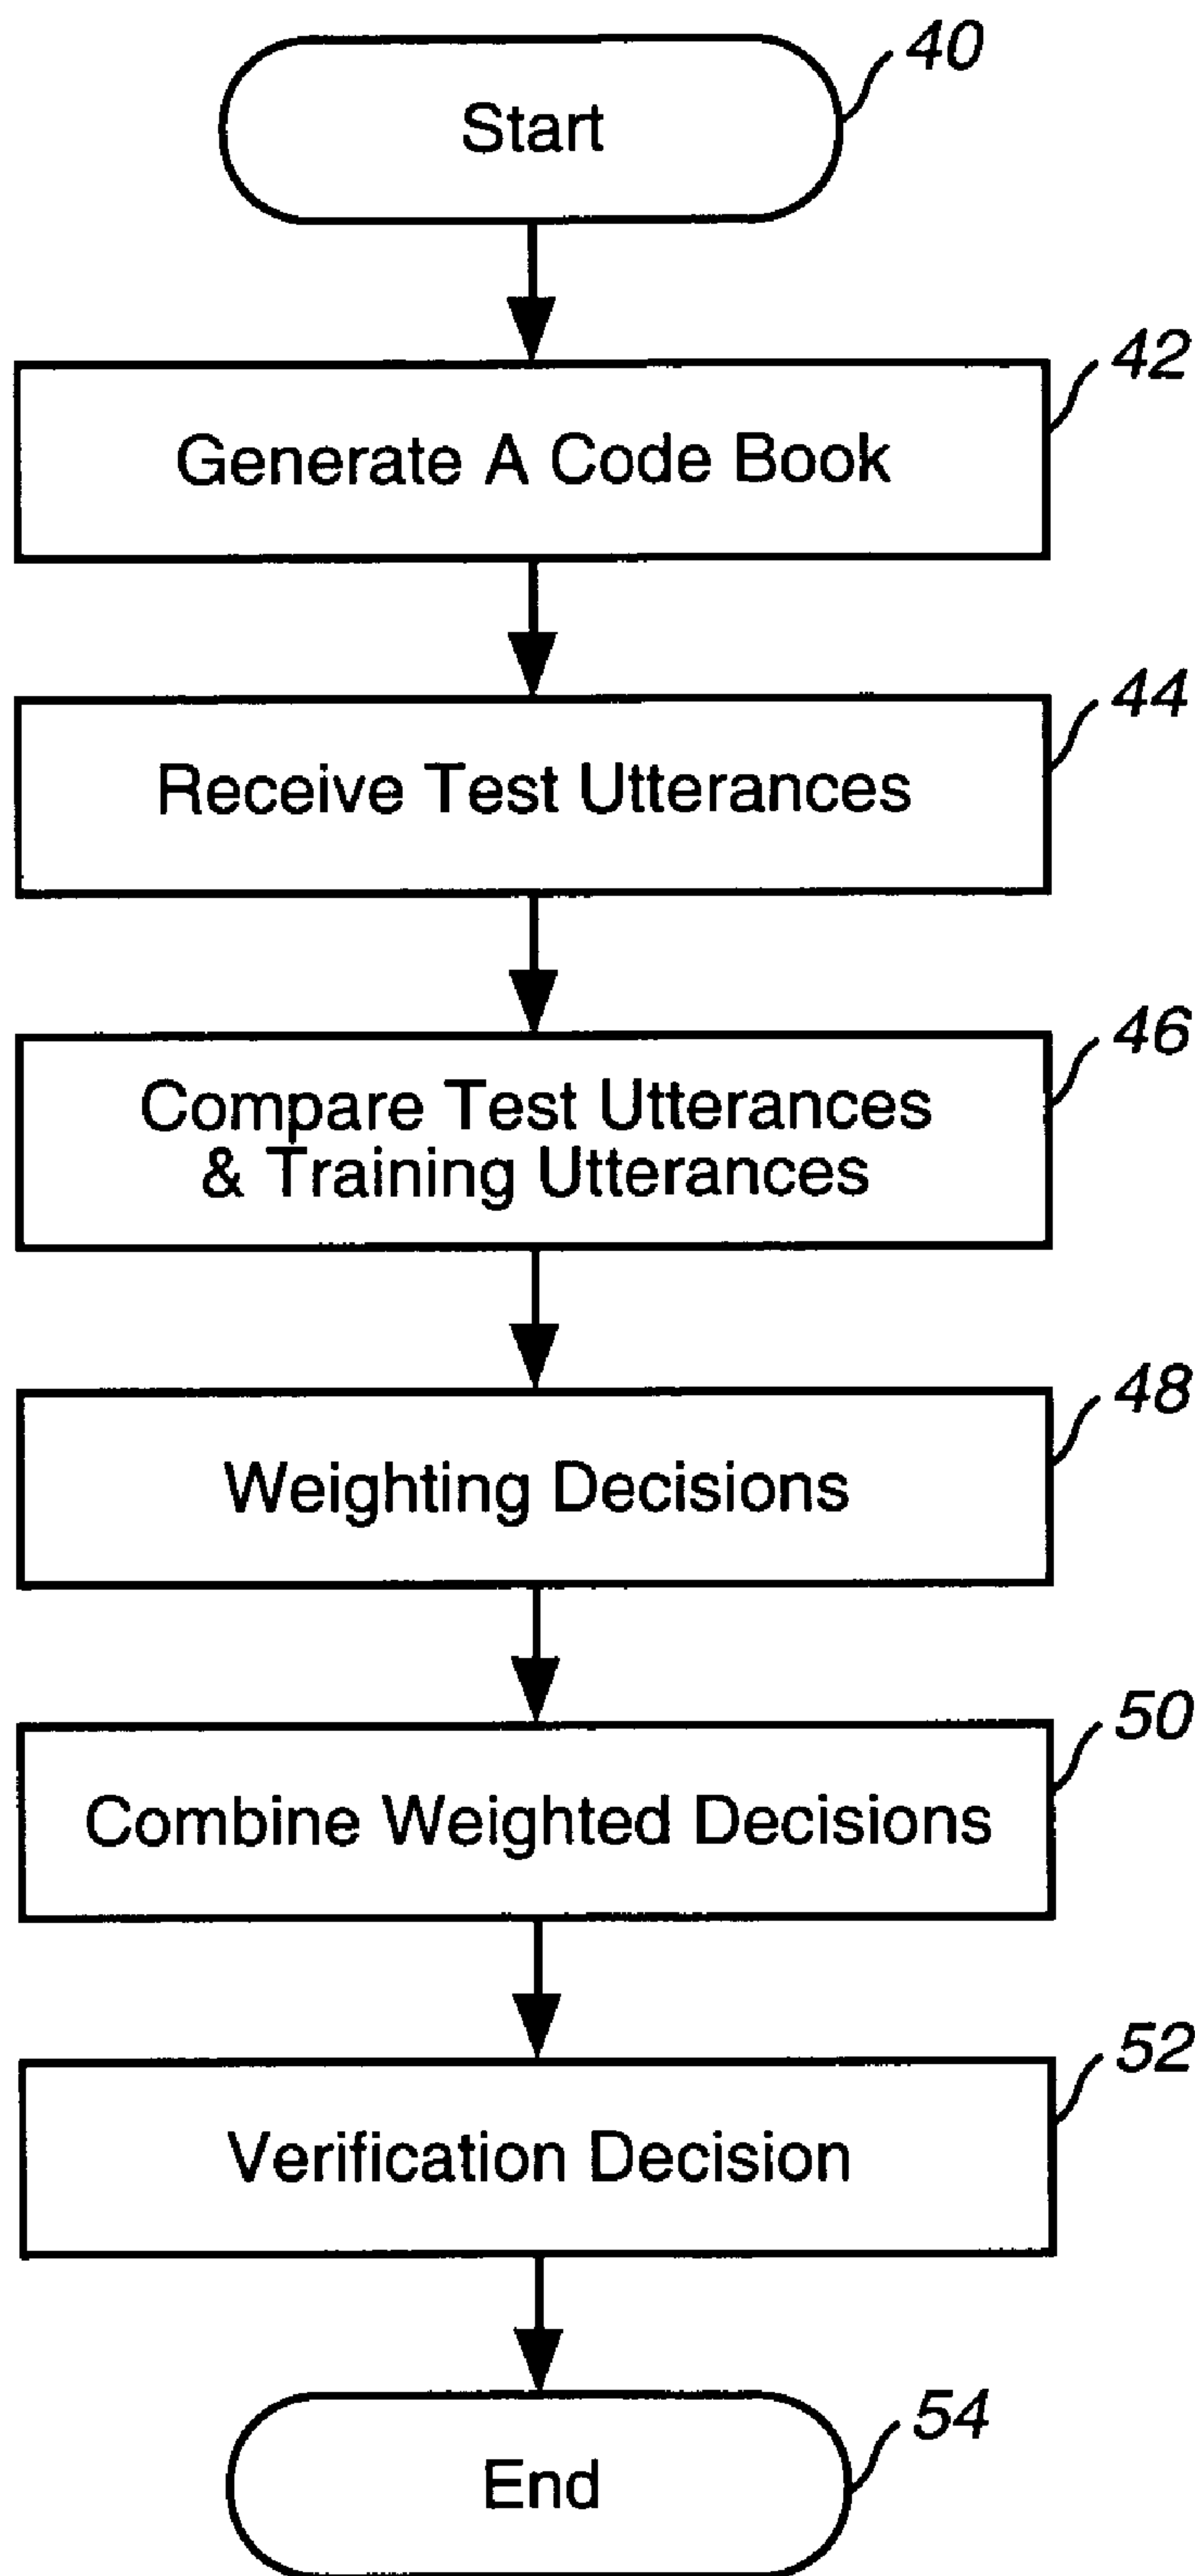 40
Start
42
Generate A Code Book
44
Receive Test Utterances
46
Compare Test Utterances
& Training Utterances
48
Weighting Decisions
50
Combine Weighted Decisions
52
Verification Decision
54
End